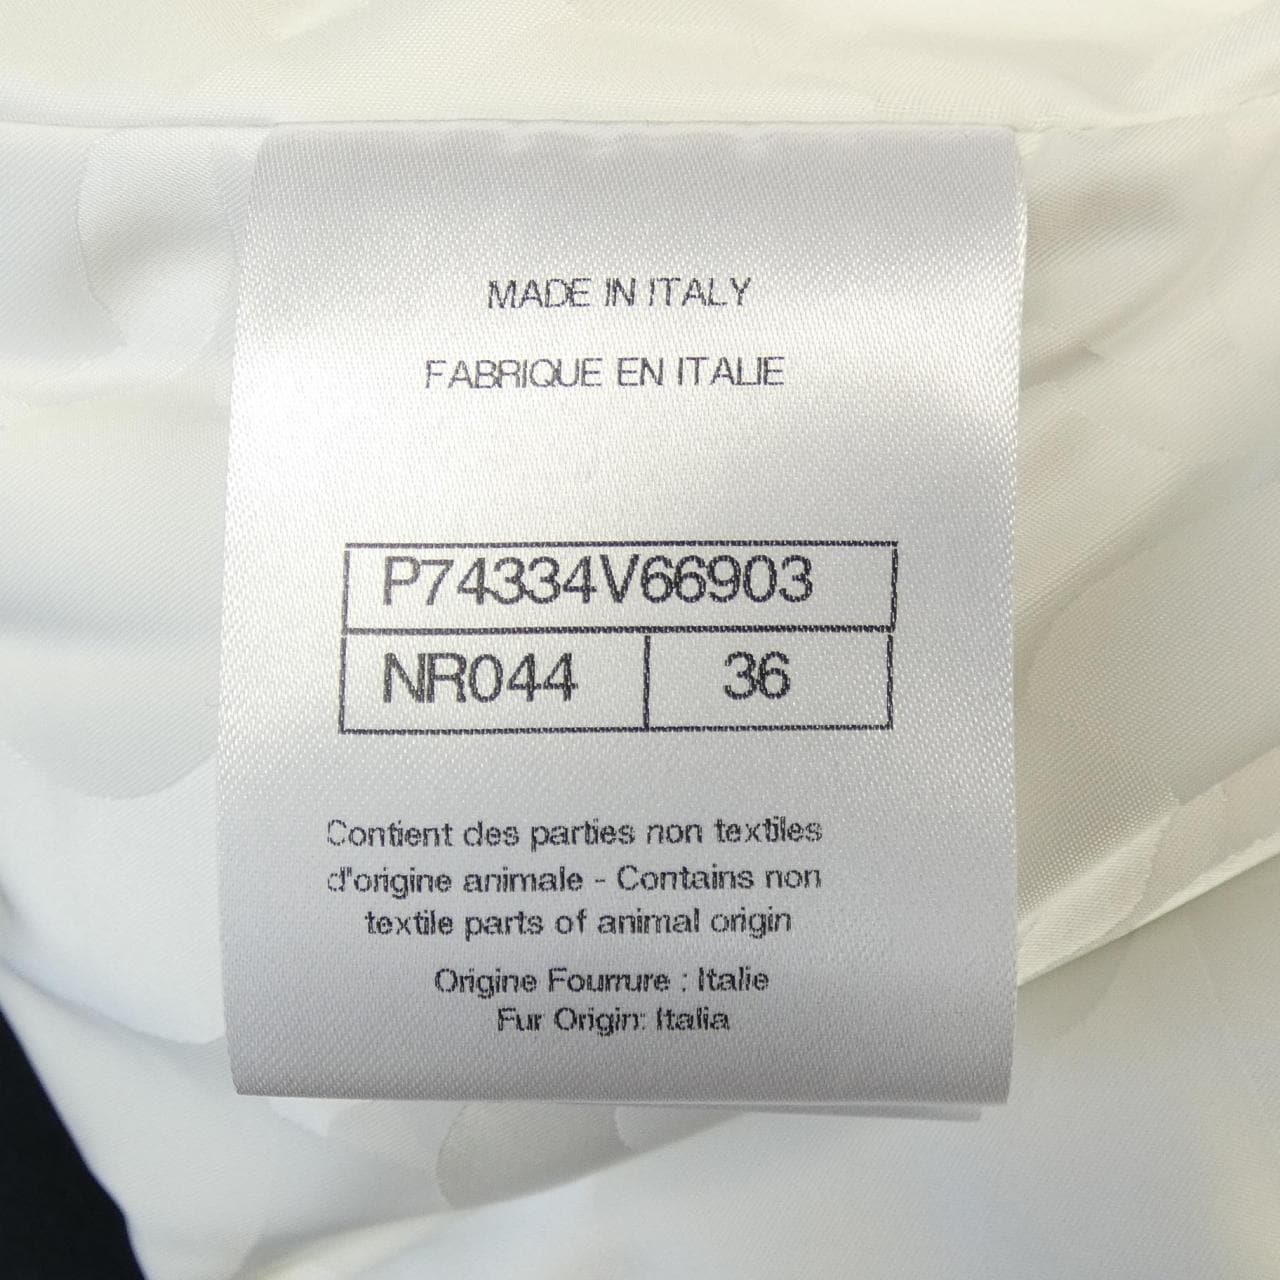 MADE IN ITALY
FABRIQUE EN ITALIE
P74334V66903
NR044 36
Contient des parties non textiles
d'origine animale - Contains non
textile parts of animal origin
Origine Fourrure : Italie
Fur Origin: Italia